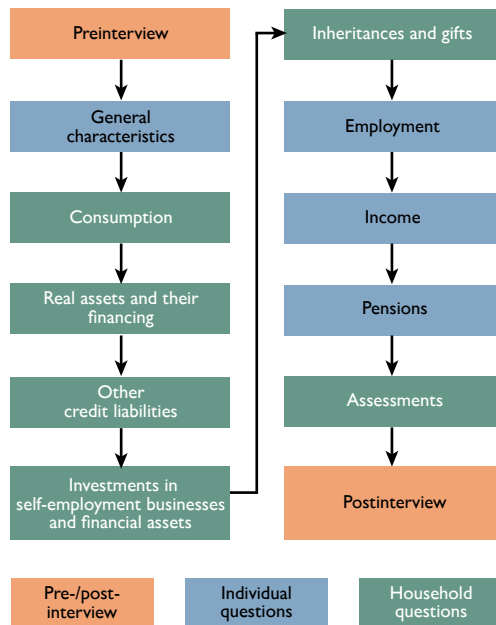 Preinterview
General
characteristics
Consumption
Real assets and their
financing
Other
credit liabilities
Investments in
self-employment businesses
and financial assets
Inheritances and gifts
Employment
Income
Pensions
Assessments
Postinterview
Pre-/post-
interview
Individual
questions
Household
questions